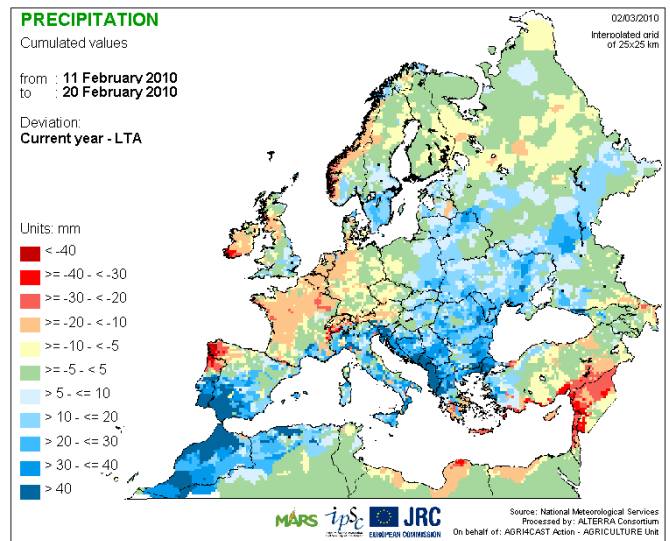 PRECIPITATION
Cumulated values
from : 11 February 2010
to : 20 February 2010
Deviation:
Current year - LTA
02/03/2010
Interpolated grid
of 25x25 km
Units: mm
< -40
>= -40 - < -30
>= -30 - < -20
>= -20 - < -10
>= -10 - < -5
>= -5 - < 5
> 5 - <= 10
> 10 - <= 20
> 20 - <= 30
> 30 - <= 40
> 40
MARS ipsc JRC
EUROPEAN COMMISSION
Source: National Meteorological Services
Processed by: ALTERRA Consortium
On behalf of: AGRI4CAST Action - AGRICULTURE Unit